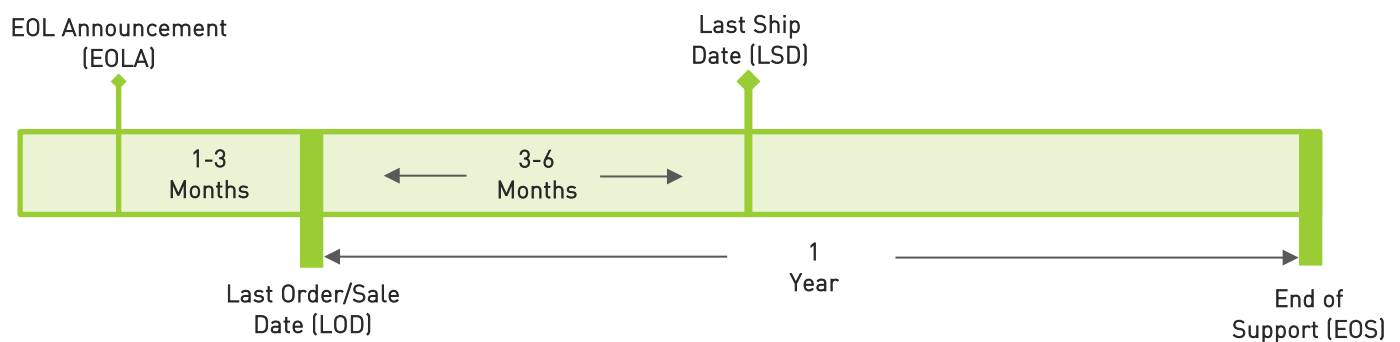 EOL Announcement
(EOLA)
Last Ship
Date (LSD)
1-3
Months
3-6
Months
1
Year
Last Order/Sale
Date (LOD)
End of
Support (EOS)